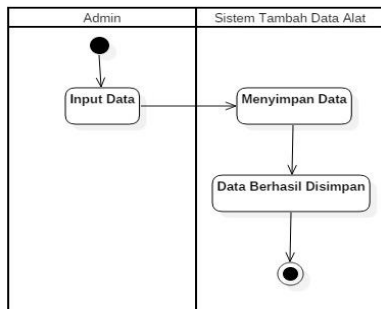 Admin
Sistem Tambah Data Alat
Input Data
Menyimpan Data
Data Berhasil Disimpan